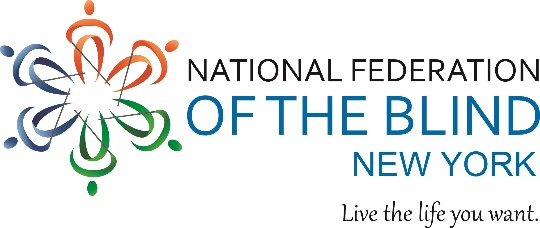 NATIONAL FEDERATION
OF THE BLIND
NEW YORK
Live the life you want.